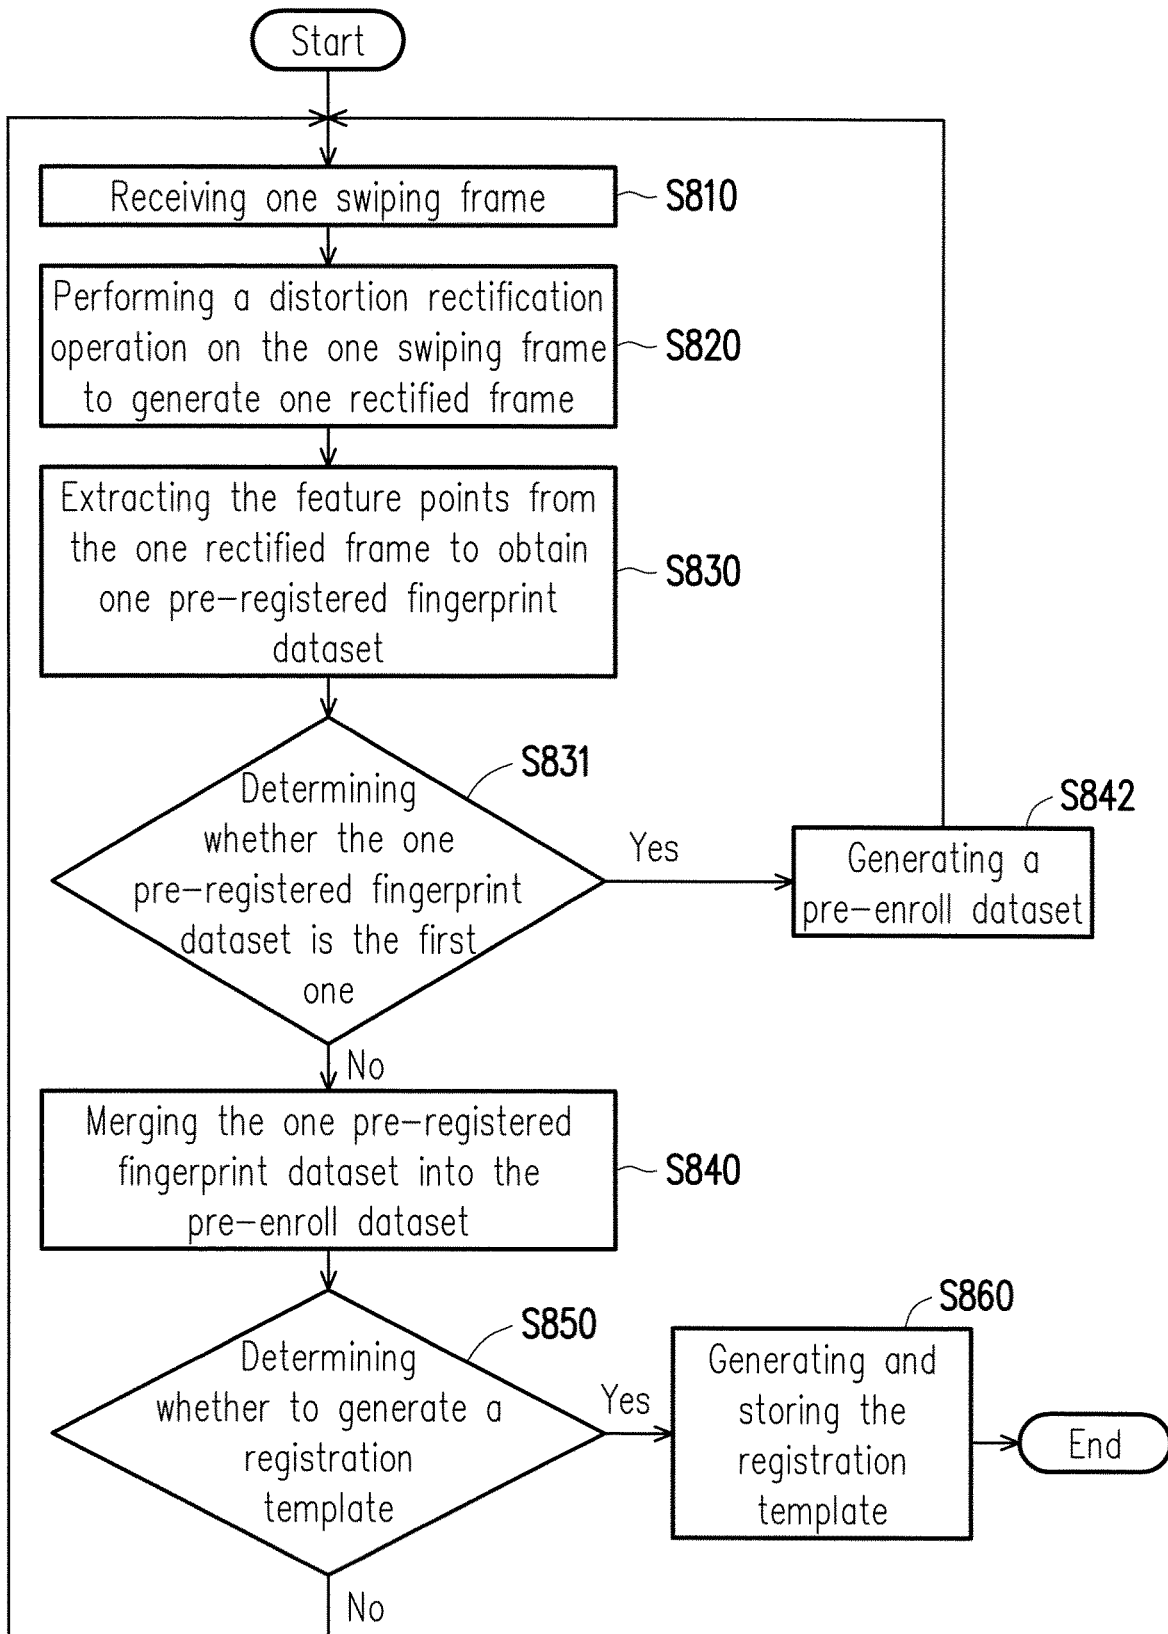 Start
Receiving one swiping frame
S810
Performing a distortion rectification
operation on the one swiping frame
to generate one rectified frame
S820
Extracting the feature points from
the one rectified frame to obtain
one pre-registered fingerprint
dataset
S830
Determining
whether the one
pre-registered fingerprint
dataset is the first
one
S831
Yes
S842
Generating a
pre-enroll dataset
No
Merging the one pre-registered
fingerprint dataset into the
pre-enroll dataset
S840
Determining
whether to generate a
registration
template
S850
Yes
S860
Generating and
storing the
registration
template
End
No